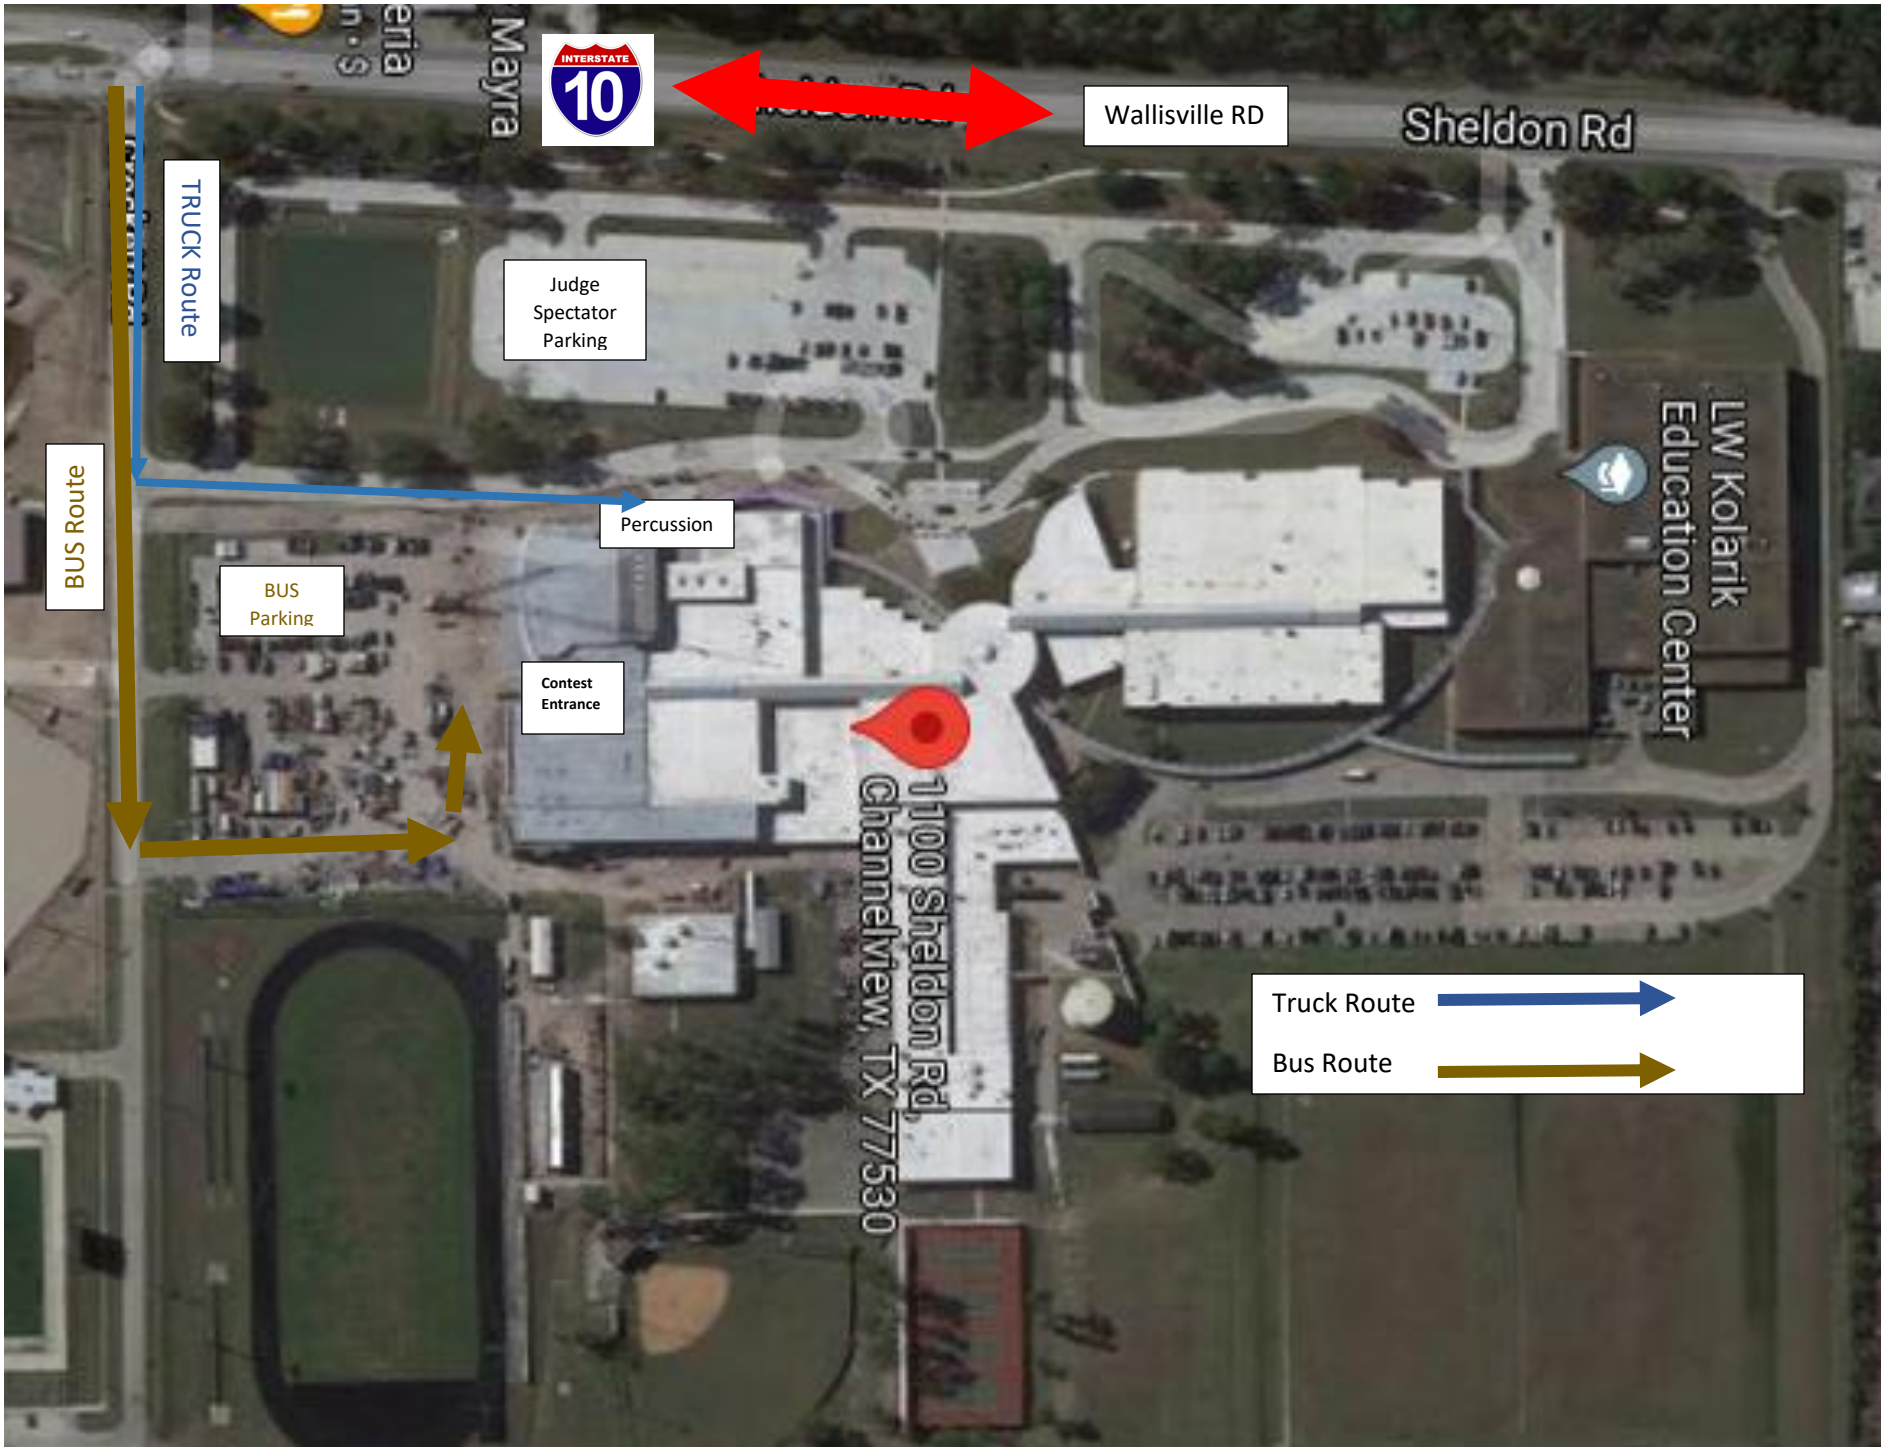 Mayra
INTERSTATE
10
Wallisville RD
Sheldon Rd
TRUCK Route
Judge
Spectator
Parking
BUS Route
Percussion
BUS
Parking
Contest
Entrance
LW Kolarik
Education Center
1100 Sheldon Rd,
Channelview, TX 77530
Truck Route
Bus Route